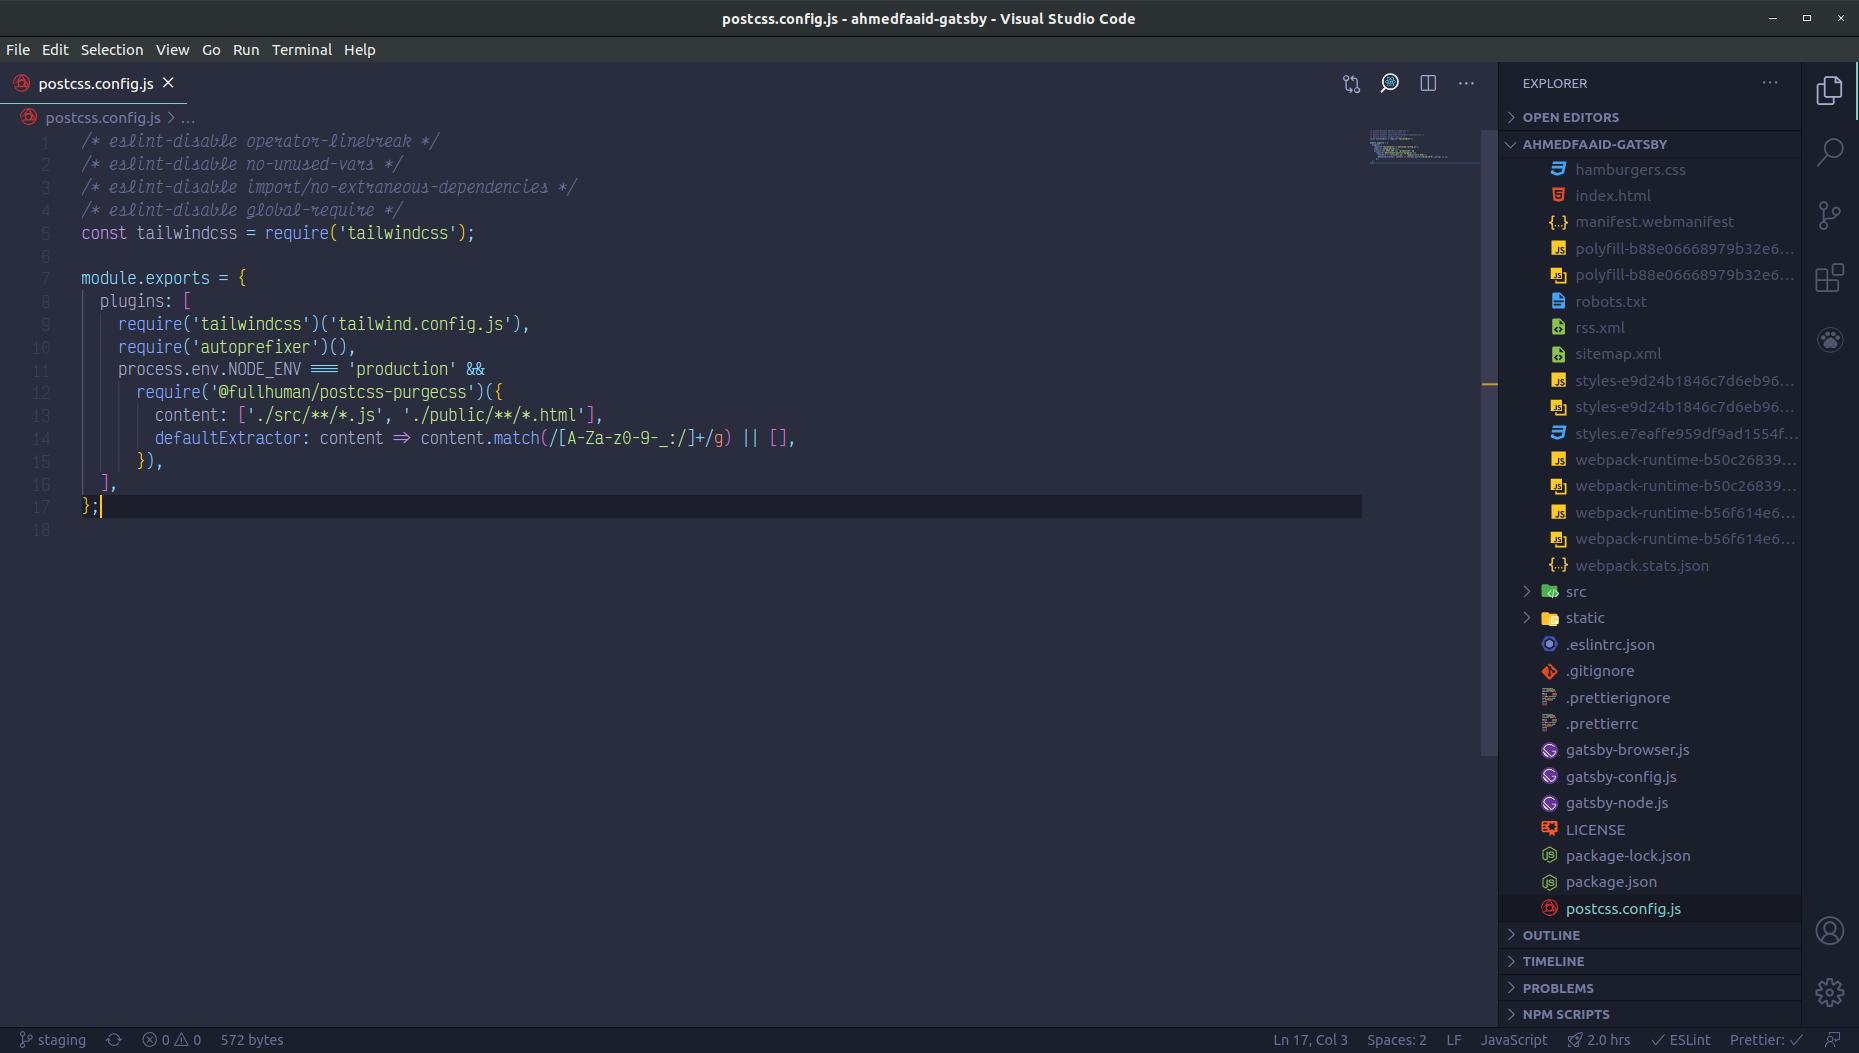 postcss.config.js - ahmedfaaid-gatsby - Visual Studio Code
File Edit Selection View Go Run Terminal Help
postcss.config.js
postcss.config.js > ...
1 /* eslint-disable operator-linebreak */
2 /* eslint-disable no-unused-vars */
3 /* eslint-disable import/no-extraneous-dependencies */
4 /* eslint-disable global-require */
5 const tailwindcss = require('tailwindcss');
6
7 module.exports = {
8 plugins: [
9 require('tailwindcss')('tailwind.config.js'),
10 require('autoprefixer')(),
11 process.env.NODE_ENV === 'production' &&
12 require('@fullhuman/postcss-purgecss')({
13 content: ['./src/**/*.js', './public/**/*.html'],
14 defaultExtractor: content => content.match(/[A-Za-z0-9-_:/]+/g) || [],
15 }),
16 ],
17 };
18
EXPLORER
OPEN EDITORS
AHMEDFAAID-GATSBY
hamburgers.css
index.html
manifest.webmanifest
polyfill-b88e06668979b32e6...
polyfill-b88e06668979b32e6...
robots.txt
rss.xml
sitemap.xml
styles-e9d24b1846c7d6eb96...
styles-e9d24b1846c7d6eb96...
styles.e7eaffe959df9ad1554f...
webpack-runtime-b50c26839...
webpack-runtime-b50c26839...
webpack-runtime-b56f614e6...
webpack-runtime-b56f614e6...
webpack.stats.json
src
static
.eslintrc.json
.gitignore
.prettierignore
.prettierrc
gatsby-browser.js
gatsby-config.js
gatsby-node.js
LICENSE
package-lock.json
package.json
postcss.config.js
OUTLINE
TIMELINE
PROBLEMS
NPM SCRIPTS
staging 0 0 572 bytes Ln 17, Col 3 Spaces: 2 LF JavaScript 2.0 hrs ESLint Prettier: ✓